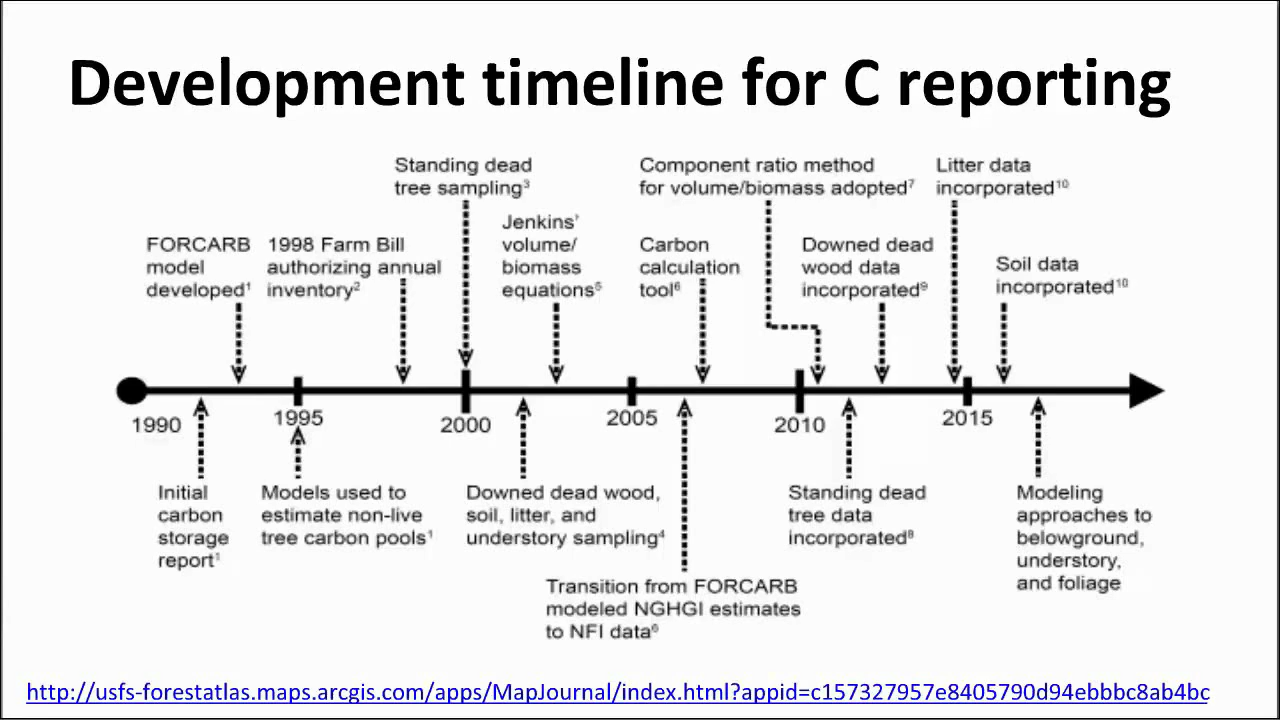 Development timeline for C reporting
Standing dead
tree sampling³
Component ratio method
for volume/biomass adopted⁷
Litter data
incorporated¹⁰
FORCARB
model
developed¹
1998 Farm Bill
authorizing annual
inventory²
Jenkins'
volume/
biomass
equations⁵
Carbon
calculation
tool⁶
Downed dead
wood data
incorporated⁹
Soil data
incorporated¹⁰
1990
1995
2000
2005
2010
2015
Initial
carbon
storage
report¹
Models used to
estimate non-live
tree carbon pools¹
Downed dead wood,
soil, litter, and
understory sampling⁴
Transition from FORCARB
modeled NGHGI estimates
to NFI data⁶
Standing dead
tree data
incorporated⁸
Modeling
approaches to
belowground,
understory,
and foliage
http://usfs-forestatlas.maps.arcgis.com/apps/MapJournal/index.html?appid=c157327957e8405790d94ebbbc8ab4bc